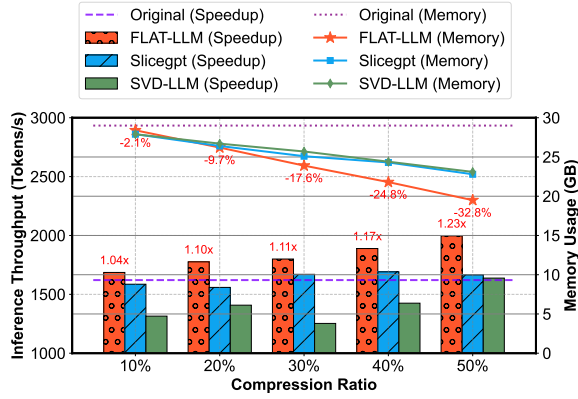 Original (Speedup) Original (Memory)
FLAT-LLM (Speedup) FLAT-LLM (Memory)
Slicegpt (Speedup) Slicegpt (Memory)
SVD-LLM (Speedup) SVD-LLM (Memory)
Inference Throughput (Tokens/s)
3000
2500
2000
1500
1000
-2.1%
-9.7%
-17.6%
-24.8%
-32.8%
1.04x
1.10x
1.11x
1.17x
1.23x
30
25
20
15
10
5
0
Memory Usage (GB)
10% 20% 30% 40% 50%
Compression Ratio